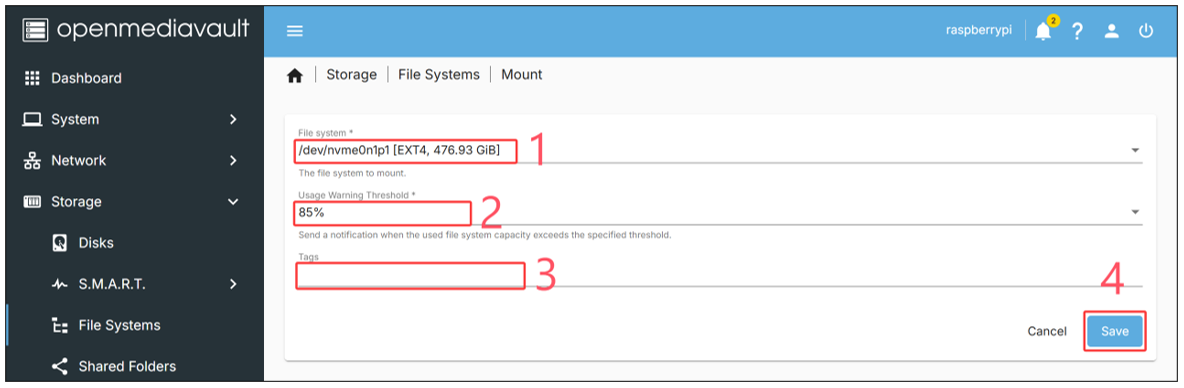 openmediavault
raspberrypi
2
?
Dashboard
System
Network
Storage
Disks
S.M.A.R.T.
File Systems
Shared Folders
Storage | File Systems | Mount
File system *
/dev/nvme0n1p1 [EXT4, 476.93 GiB]
1
The file system to mount.
Usage Warning Threshold *
85%
2
Send a notification when the used file system capacity exceeds the specified threshold.
Tags
3
4
Cancel
Save